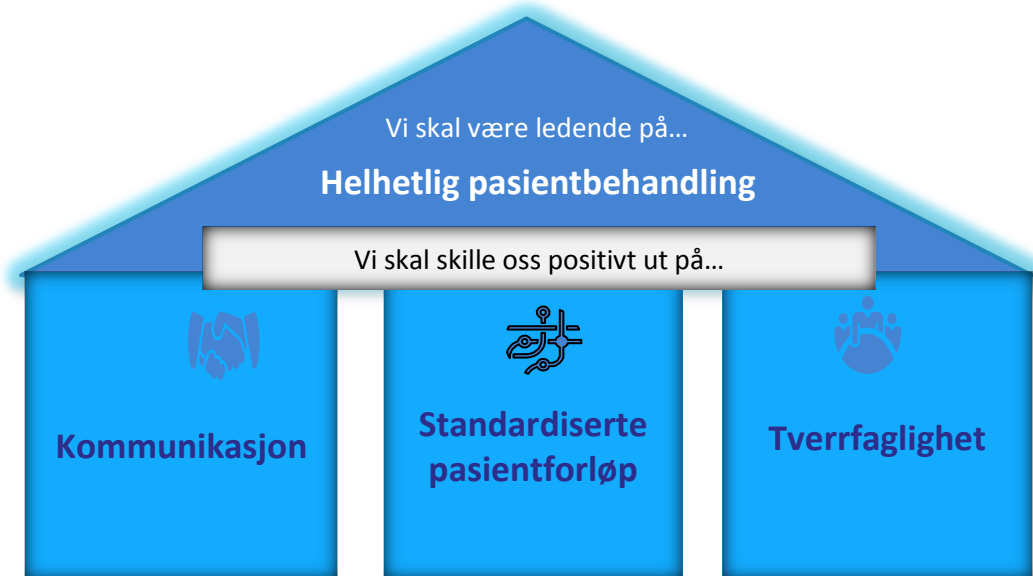 Vi skal være ledende på…
Helhetlig pasientbehandling
Vi skal skille oss positivt ut på…
Kommunikasjon
Standardiserte
pasientforløp
Tverrfaglighet